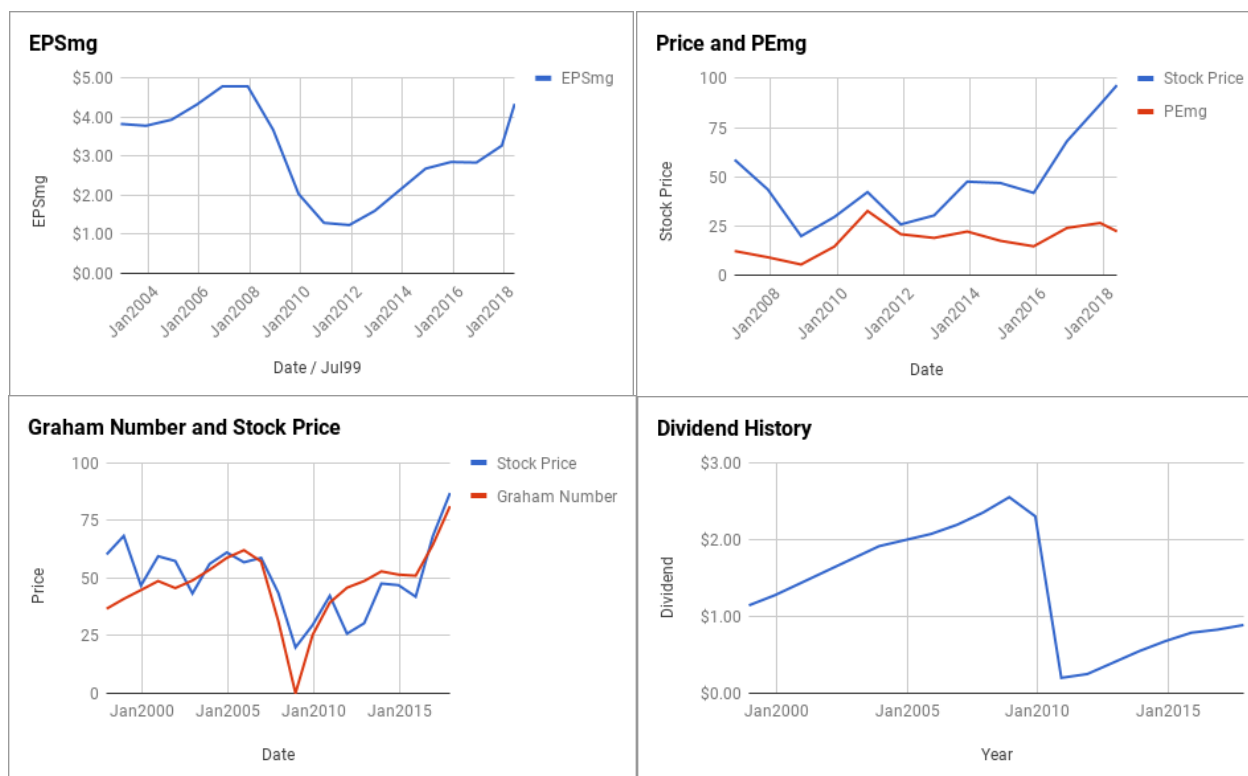 EPSmg
EPSmg
$5.00
$4.00
$3.00
$2.00
$1.00
$0.00
EPSmg
Jan2004
Jan2006
Jan2008
Jan2010
Jan2012
Jan2014
Jan2016
Jan2018
Date / Jul99
Price and PEmg
Stock Price
PEmg
100
75
50
25
0
Stock Price
Jan2008
Jan2010
Jan2012
Jan2014
Jan2016
Jan2018
Date
Graham Number and Stock Price
Stock Price
Graham Number
100
75
50
25
0
Price
Jan2000
Jan2005
Jan2010
Jan2015
Date
Dividend History
$3.00
$2.00
$1.00
$0.00
Dividend
Jan2000
Jan2005
Jan2010
Jan2015
Year